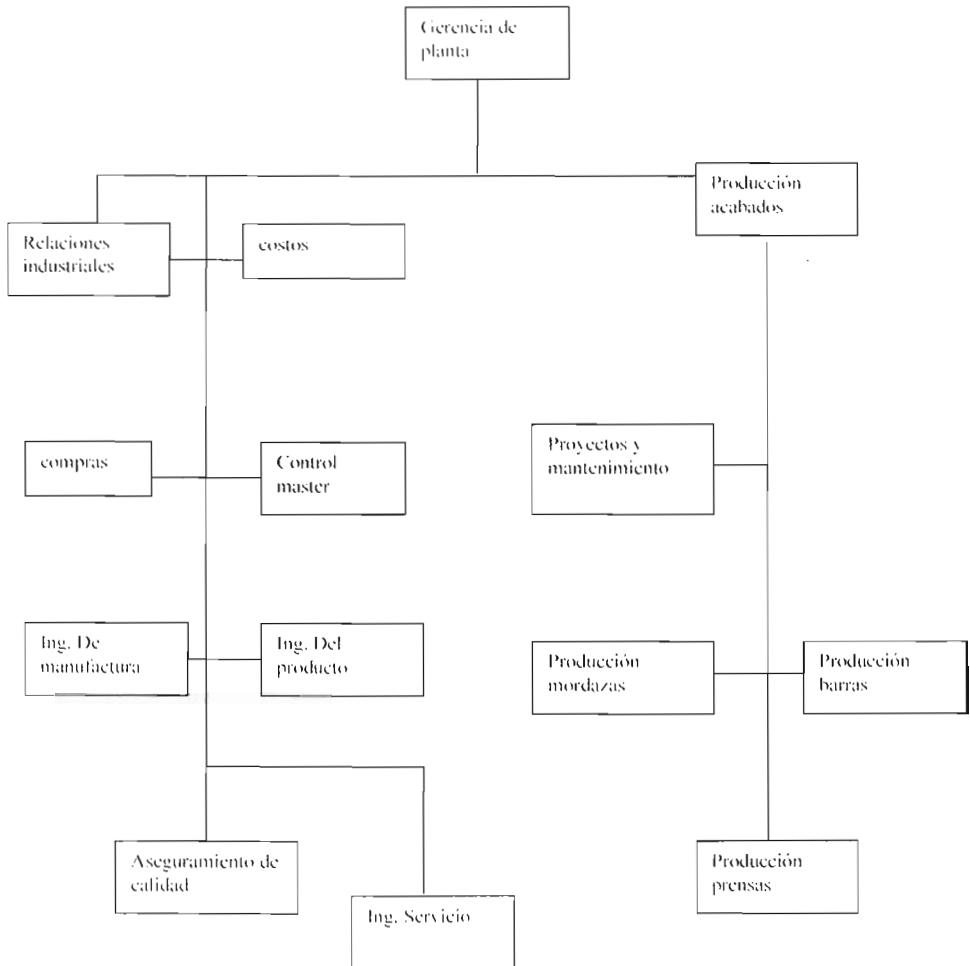 Gerencia de
planta
Producción
acabados
Relaciones
industriales
costos
compras
Control
master
Proyectos y
mantenimiento
Ing. De
manufactura
Ing. Del
producto
Producción
mordazas
Producción
barras
Aseguramiento de
calidad
Ing. Servicio
Producción
prensas